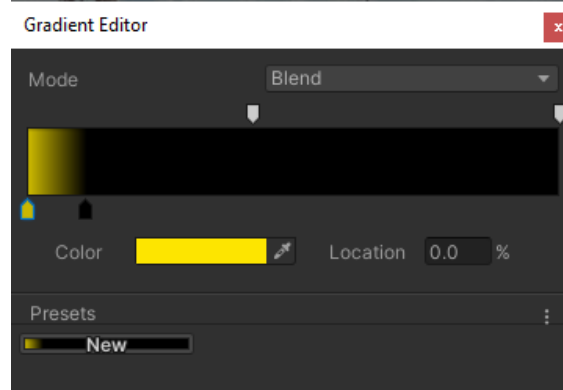 Gradient Editor
x
Mode Blend
Color Location 0.0 %
Presets
New